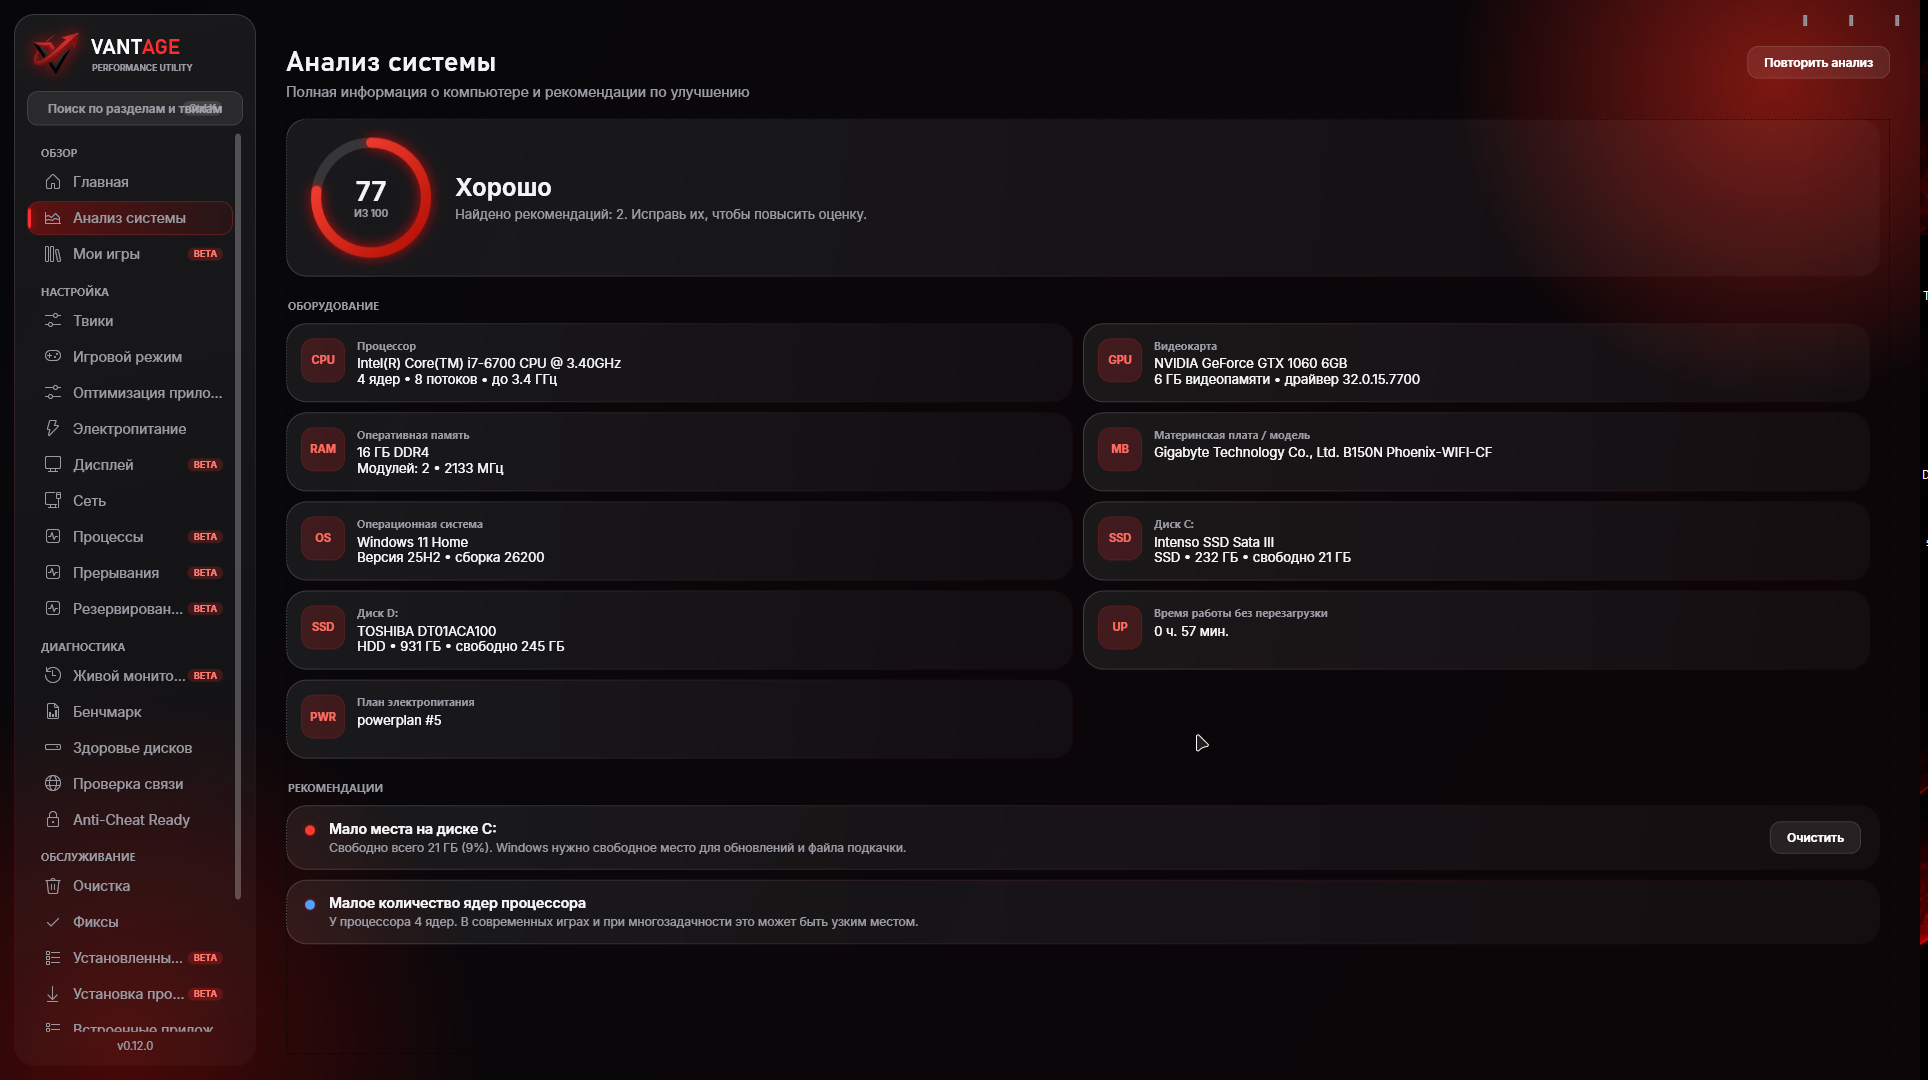 VANTAGE
PERFORMANCE UTILITY
Поиск по разделам и твикам
ОБЗОР
Главная
Анализ системы
Мои игры BETA
НАСТРОЙКА
Твики
Игровой режим
Оптимизация прило...
Электропитание
Дисплей BETA
Сеть
Процессы BETA
Прерывания BETA
Резервирован... BETA
ДИАГНОСТИКА
Живой монито... BETA
Бенчмарк
Здоровье дисков
Проверка связи
Anti-Cheat Ready
ОБСЛУЖИВАНИЕ
Очистка
Фиксы
Установленны... BETA
Установка про... BETA
Встроенные прилож
v0.12.0
Анализ системы
Полная информация о компьютере и рекомендации по улучшению
Повторить анализ
77
ИЗ 100
Хорошо
Найдено рекомендаций: 2. Исправь их, чтобы повысить оценку.
ОБОРУДОВАНИЕ
CPU
Процессор
Intel(R) Core(TM) i7-6700 CPU @ 3.40GHz
4 ядер • 8 потоков • до 3.4 ГГц
GPU
Видеокарта
NVIDIA GeForce GTX 1060 6GB
6 ГБ видеопамяти • драйвер 32.0.15.7700
RAM
Оперативная память
16 ГБ DDR4
Модулей: 2 • 2133 МГц
MB
Материнская плата / модель
Gigabyte Technology Co., Ltd. B150N Phoenix-WIFI-CF
OS
Операционная система
Windows 11 Home
Версия 25H2 • сборка 26200
SSD
Диск C:
Intenso SSD Sata III
SSD • 232 ГБ • свободно 21 ГБ
SSD
Диск D:
TOSHIBA DT01ACA100
HDD • 931 ГБ • свободно 245 ГБ
UP
Время работы без перезагрузки
0 ч. 57 мин.
PWR
План электропитания
powerplan #5
РЕКОМЕНДАЦИИ
Мало места на диске C:
Свободно всего 21 ГБ (9%). Windows нужно свободное место для обновлений и файла подкачки.
Очистить
Малое количество ядер процессора
У процессора 4 ядер. В современных играх и при многозадачности это может быть узким местом.